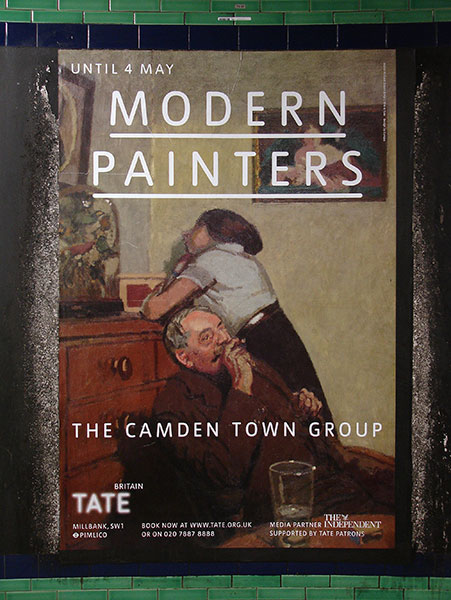 UNTIL 4 MAY
MODERN
PAINTERS
THE CAMDEN TOWN GROUP
BRITAIN
TATE
MILLBANK, SW1
PIMLICO
BOOK NOW AT WWW.TATE.ORG.UK
OR ON 020 7887 8888
MEDIA PARTNER THE INDEPENDENT
SUPPORTED BY TATE PATRONS